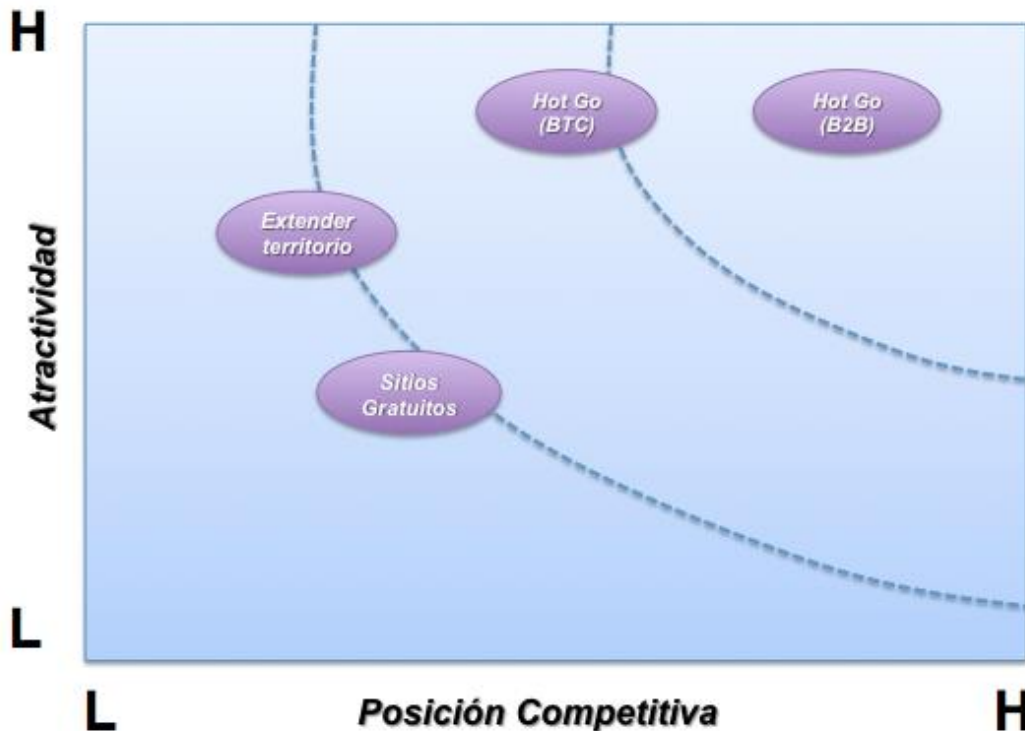 H
Hot Go
(BTC)
Hot Go
(B2B)
Extender
territorio
Atractividad
Sitios
Gratuitos
L
L
Posición Competitiva
H